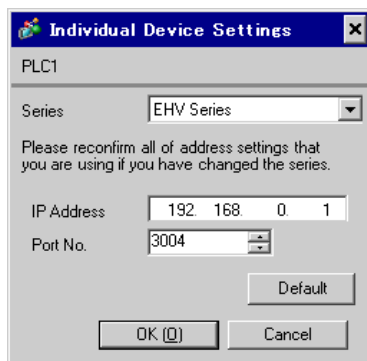 Individual Device Settings
PLC1
Series EHV Series
Please reconfirm all of address settings that
you are using if you have changed the series.
IP Address 192. 168. 0. 1
Port No. 3004
Default
OK (O) Cancel